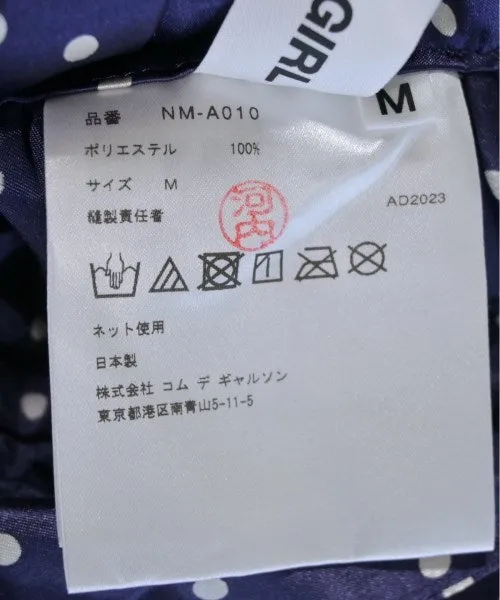 GIRL
M
品番 NM-A010
ポリエステル 100%
サイズ M
縫製責任者
河内
AD2023
ネット使用
日本製
株式会社 コム デ ギャルソン
東京都港区南青山5-11-5